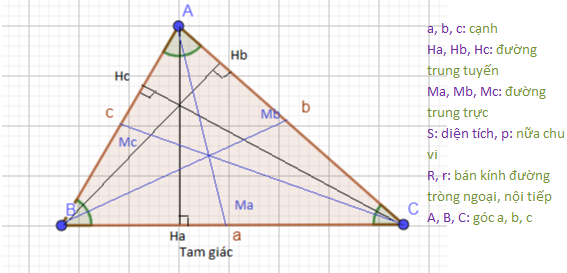 A
Hb
Hc
c
b
Mb
Mc
B
Ma
C
Ha
a
Tam giác
a, b, c: cạnh
Ha, Hb, Hc: đường
trung tuyến
Ma, Mb, Mc: đường
trung trực
S: diện tích, p: nữa chu
vi
R, r: bán kính đường
tròng ngoại, nội tiếp
A, B, C: góc a, b, c